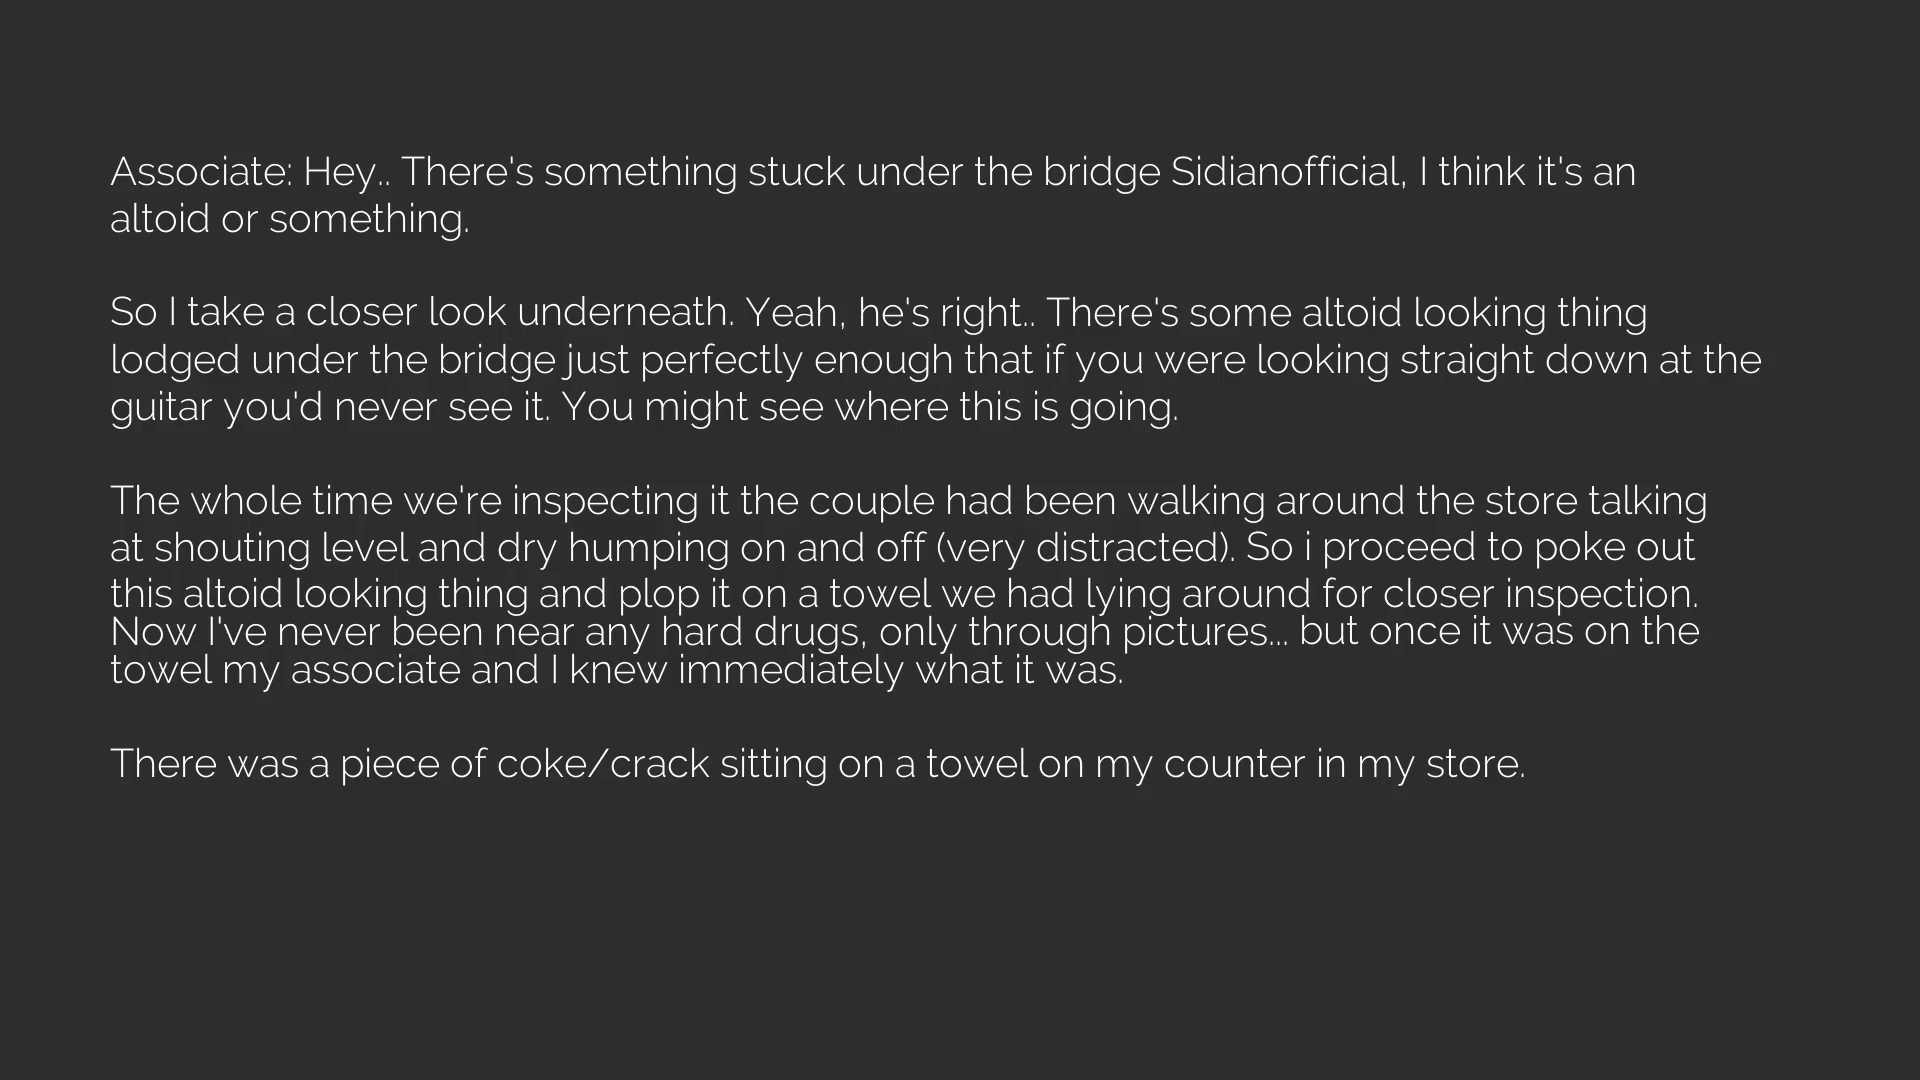 Associate: Hey.. There's something stuck under the bridge Sidianofficial, I think it's an
altoid or something.
So I take a closer look underneath. Yeah, he's right.. There's some altoid looking thing
lodged under the bridge just perfectly enough that if you were looking straight down at the
guitar you'd never see it. You might see where this is going.
The whole time we're inspecting it the couple had been walking around the store talking
at shouting level and dry humping on and off (very distracted). So i proceed to poke out
this altoid looking thing and plop it on a towel we had lying around for closer inspection.
Now I've never been near any hard drugs, only through pictures... but once it was on the
towel my associate and I knew immediately what it was.
There was a piece of coke/crack sitting on a towel on my counter in my store.